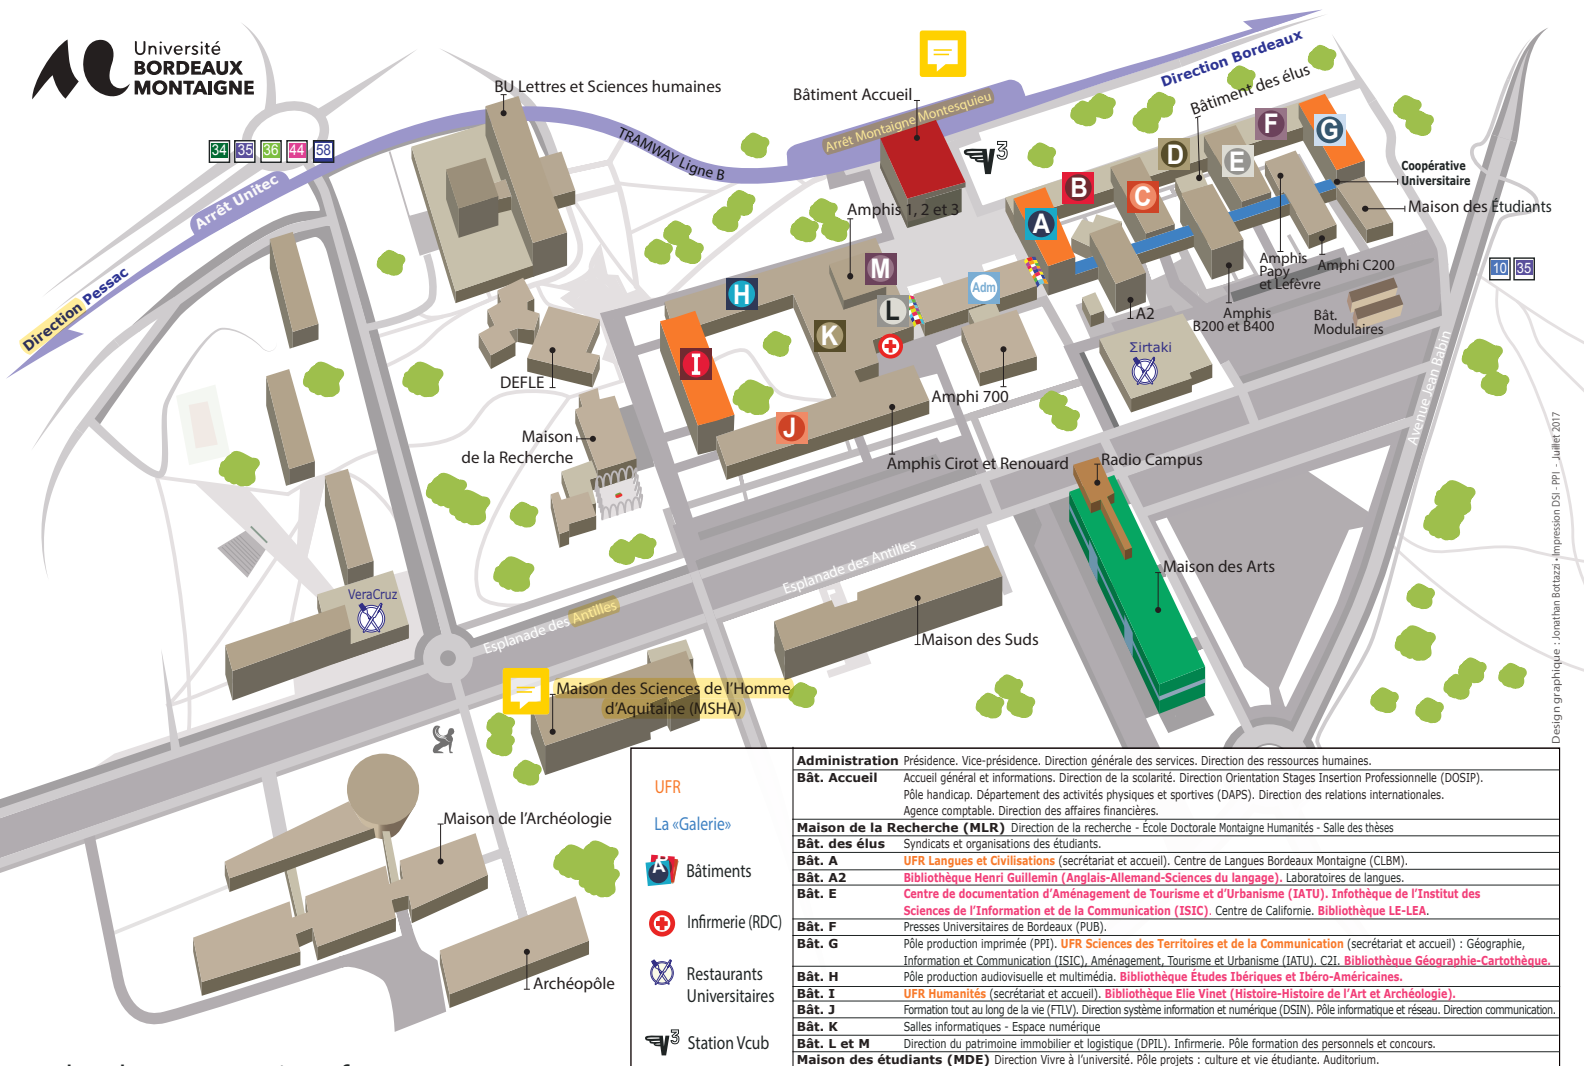 Université
BORDEAUX
MONTAIGNE
34 35 36 44 58
Arrêt Unitec
Direction Pessac
BU Lettres et Sciences humaines
TRAMWAY Ligne B
Bâtiment Accueil
Arrêt Montaigne Montesquieu
Direction Bordeaux
Bâtiment des élus
V3
Amphis 1, 2 et 3
A
B
C
D
E
F
G
Coopérative
Universitaire
Maison des Étudiants
10 35
Amphis
Papy
et Lefèvre
Amphi C200
Amphis
B200 et B400
Bât.
Modulaires
A2
Σirtaki
H
M
L
K
I
J
Adm
DEFLE
Amphi 700
Maison
de la Recherche
Amphis Cirot et Renouard
Radio Campus
Avenue Jean Babin
Maison des Arts
Esplanade des Antilles
Esplanade des Antilles
VeraCruz
Maison des Suds
Maison des Sciences de l’Homme
d’Aquitaine (MSHA)
Maison de l’Archéologie
Archéopôle
Design graphique : Jonathan Bottazzi - Impression DSI - PPI - Juillet 2017
UFR
La «Galerie»
A
Bâtiments
Infirmerie (RDC)
Restaurants
Universitaires
V3 Station Vcub
Administration Présidence. Vice-présidence. Direction générale des services. Direction des ressources humaines.
Bât. Accueil Accueil général et informations. Direction de la scolarité. Direction Orientation Stages Insertion Professionnelle (DOSIP).
Pôle handicap. Département des activités physiques et sportives (DAPS). Direction des relations internationales.
Agence comptable. Direction des affaires financières.
Maison de la Recherche (MLR) Direction de la recherche - École Doctorale Montaigne Humanités - Salle des thèses
Bât. des élus Syndicats et organisations des étudiants.
Bât. A UFR Langues et Civilisations (secrétariat et accueil). Centre de Langues Bordeaux Montaigne (CLBM).
Bât. A2 Bibliothèque Henri Guillemin (Anglais-Allemand-Sciences du langage). Laboratoires de langues.
Bât. E Centre de documentation d’Aménagement de Tourisme et d’Urbanisme (IATU). Infothèque de l’Institut des
Sciences de l’Information et de la Communication (ISIC). Centre de Californie. Bibliothèque LE-LEA.
Bât. F Presses Universitaires de Bordeaux (PUB).
Bât. G Pôle production imprimée (PPI). UFR Sciences des Territoires et de la Communication (secrétariat et accueil) : Géographie,
Information et Communication (ISIC), Aménagement, Tourisme et Urbanisme (IATU). C2I. Bibliothèque Géographie-Cartothèque.
Bât. H Pôle production audiovisuelle et multimédia. Bibliothèque Études Ibériques et Ibéro-Américaines.
Bât. I UFR Humanités (secrétariat et accueil). Bibliothèque Elie Vinet (Histoire-Histoire de l’Art et Archéologie).
Bât. J Formation tout au long de la vie (FTLV). Direction système information et numérique (DSIN). Pôle informatique et réseau. Direction communication.
Bât. K Salles informatiques - Espace numérique
Bât. L et M Direction du patrimoine immobilier et logistique (DPIL). Infirmerie. Pôle formation des personnels et concours.
Maison des étudiants (MDE) Direction Vivre à l’université. Pôle projets : culture et vie étudiante. Auditorium.